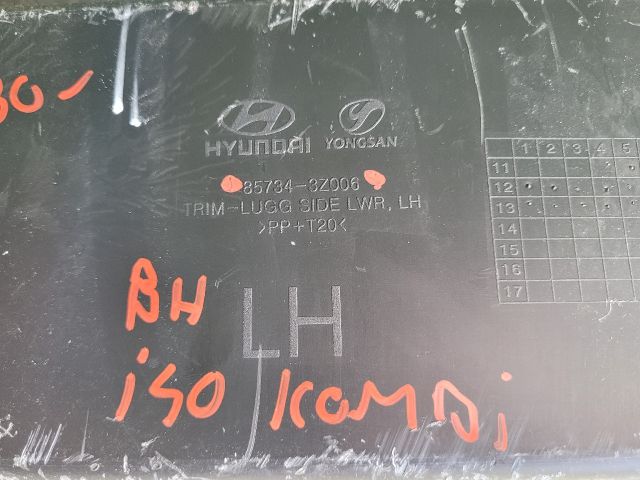 30-
HYUNDAI YONGSAN
85734-3Z006
TRIM-LUGG SIDE LWR, LH
>PP+T20<
1 2 3 4 5
11
12
13
14
15
16
17
LH
BH
i40 KOMBi